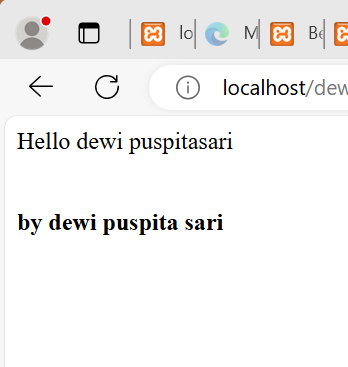 lo
M
Be
localhost/dew
Hello dewi puspitasari
by dewi puspita sari